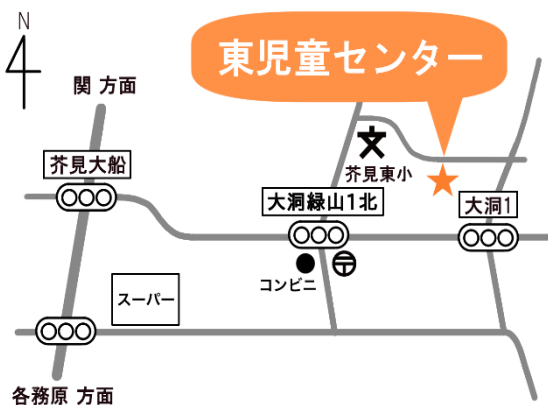 N
東児童センター
関 方面
芥見大船
文
芥見東小
大洞緑山1北
大洞1
コンビニ
〒
スーパー
各務原 方面